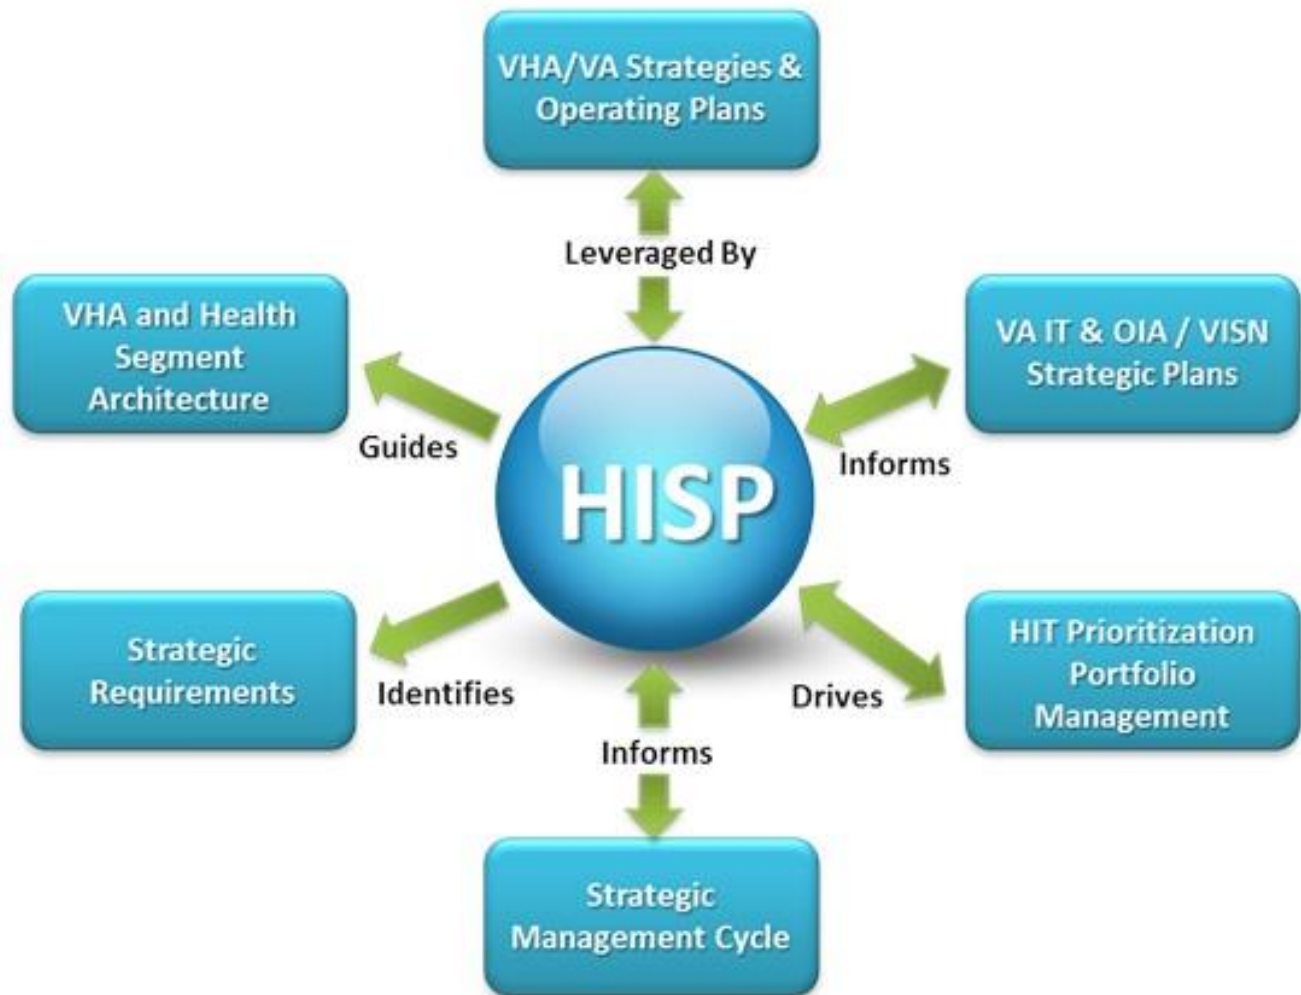 VHA/VA Strategies &
Operating Plans
Leveraged By
VHA and Health
Segment
Architecture
VA IT & OIA / VISN
Strategic Plans
Guides
Informs
HISP
Strategic
Requirements
HIT Prioritization
Portfolio
Management
Identifies
Drives
Informs
Strategic
Management Cycle